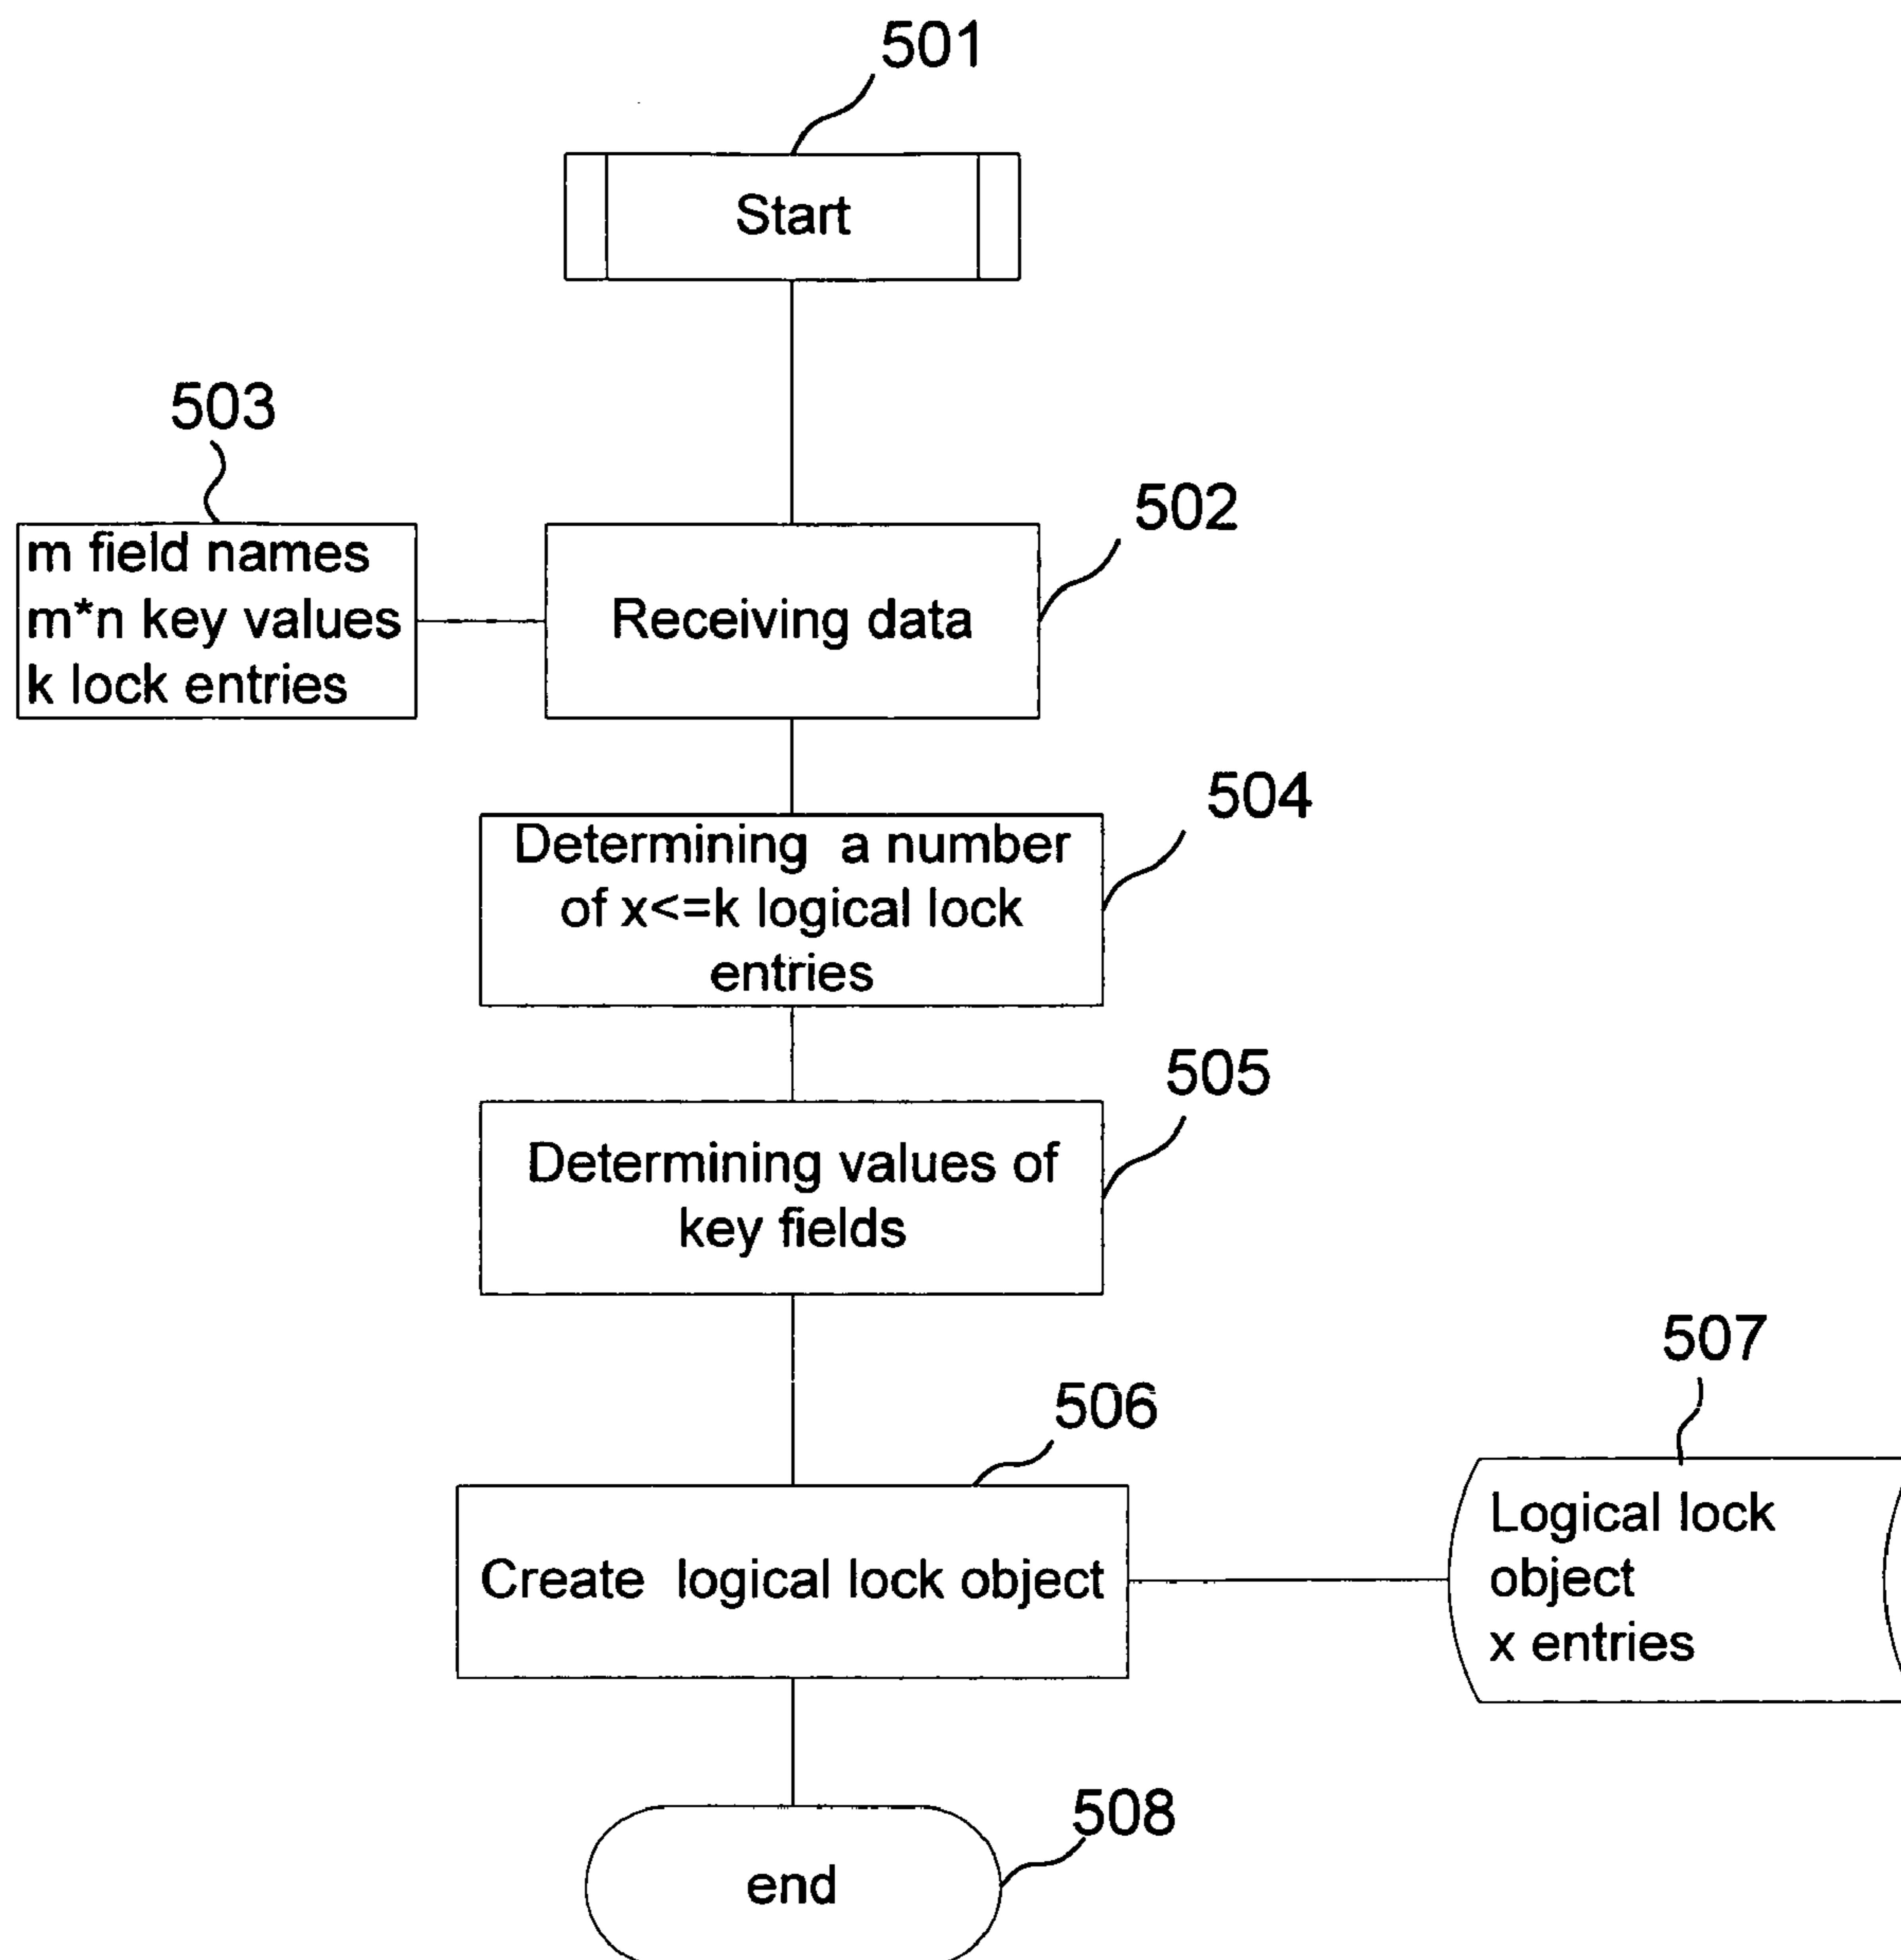 501
Start
503
502
m field names
m*n key values
k lock entries
Receiving data
504
Determining a number
of x<=k logical lock
entries
505
Determining values of
key fields
507
506
Logical lock
object
x entries
Create logical lock object
508
end